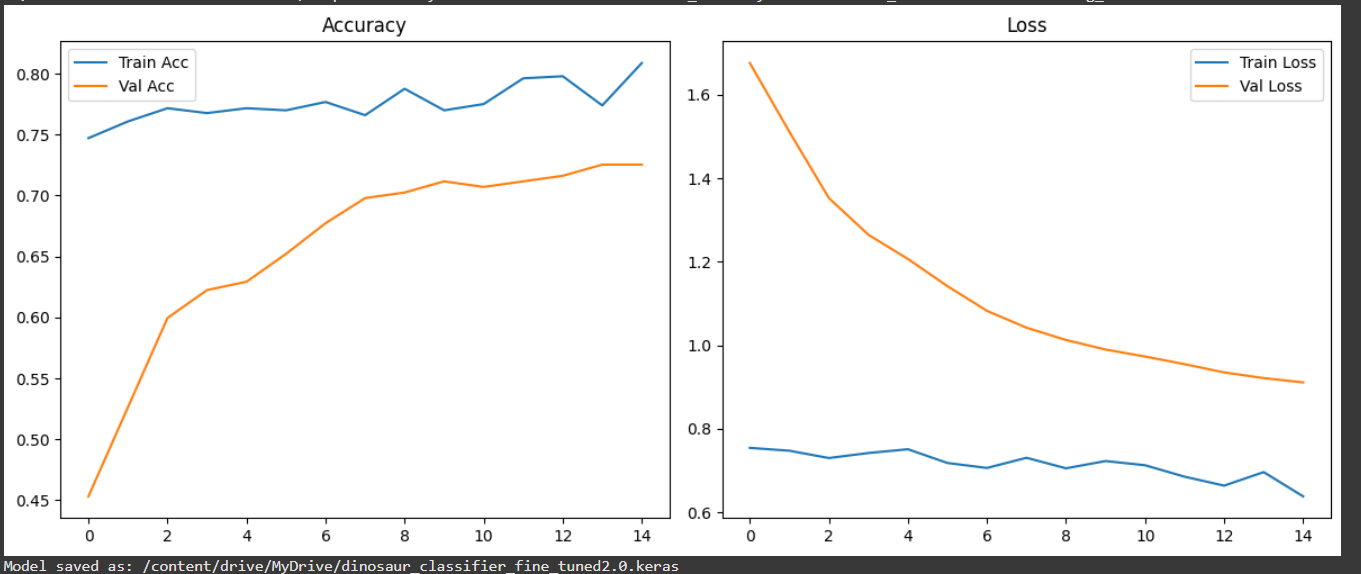 Accuracy
Train Acc
Val Acc
0.80
0.75
0.70
0.65
0.60
0.55
0.50
0.45
0 2 4 6 8 10 12 14
Loss
Train Loss
Val Loss
1.6
1.4
1.2
1.0
0.8
0.6
0 2 4 6 8 10 12 14
Model saved as: /content/drive/MyDrive/dinosaur_classifier_fine_tuned2.0.keras